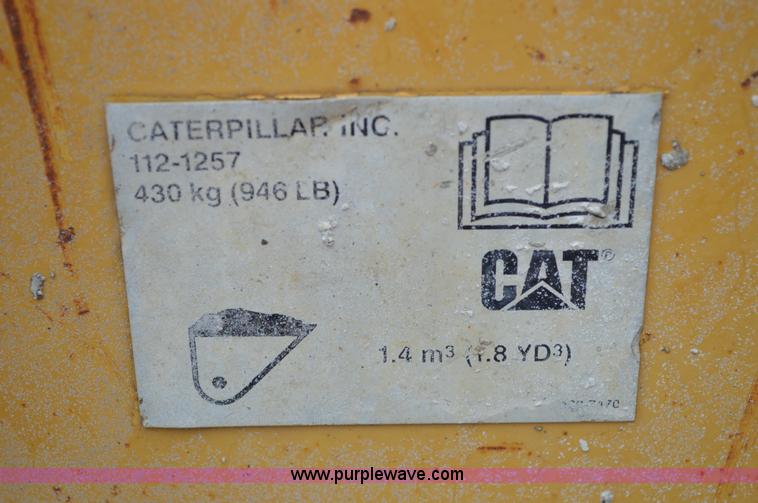 CATERPILLAR INC.
112-1257
430 kg (946 LB)
CAT®
1.4 m³ (1.8 YD³)
www.purplewave.com